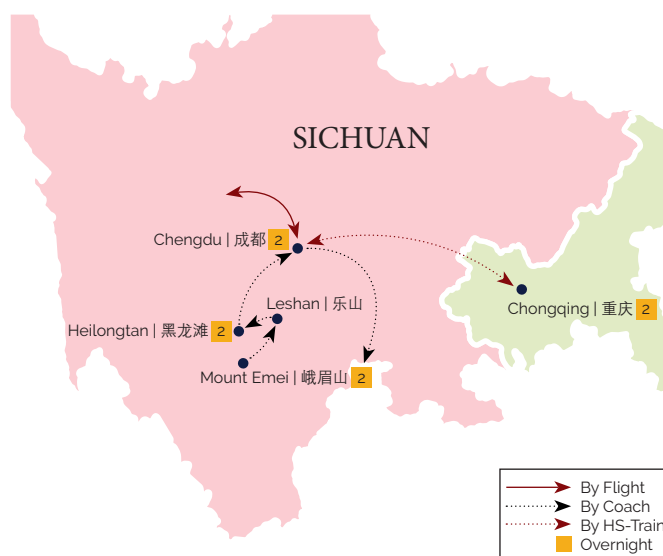 SICHUAN
Chengdu | 成都 2
Leshan | 乐山
Heilongtan | 黑龙滩 2
Chongqing | 重庆 2
Mount Emei | 峨眉山 2
By Flight
By Coach
By HS-Train
Overnight